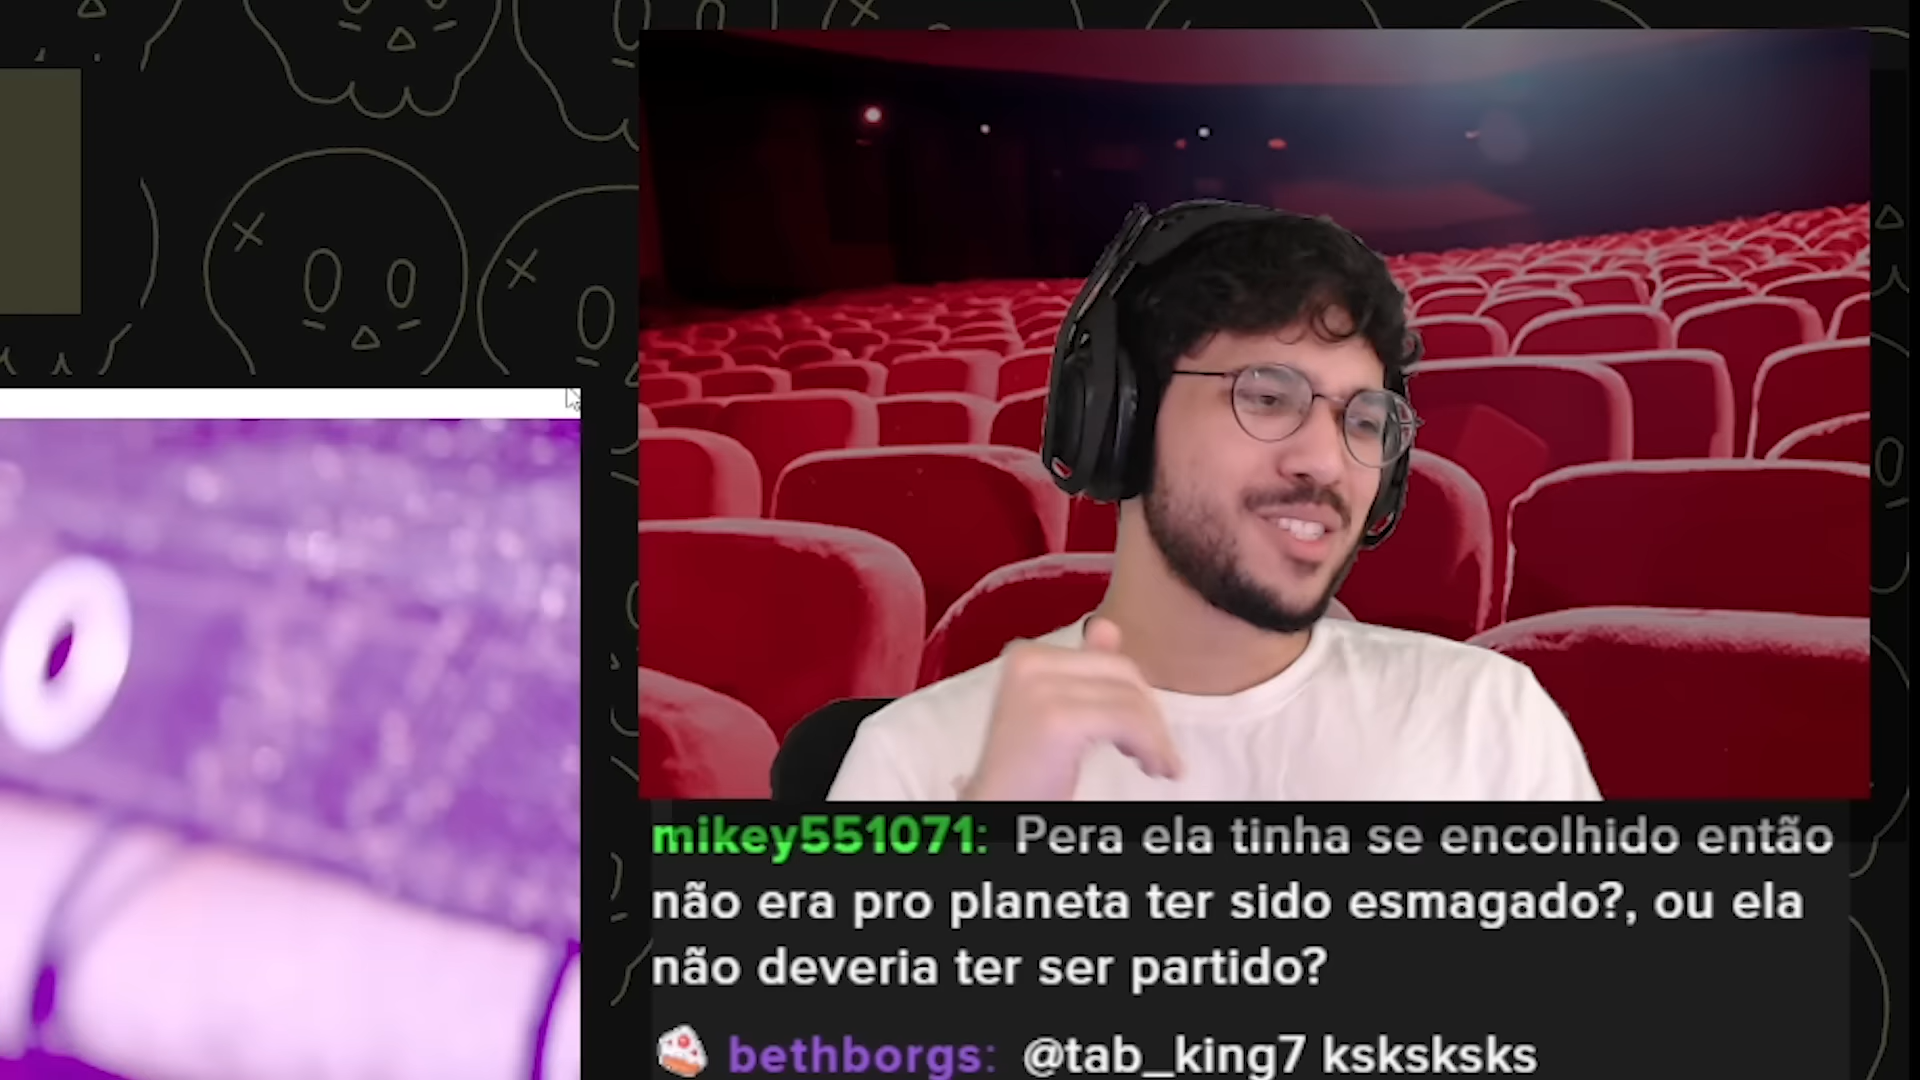 mikey551071: Pera ela tinha se encolhido então
não era pro planeta ter sido esmagado?, ou ela
não deveria ter ser partido?
bethborgs: @tab_king7 ksksksks